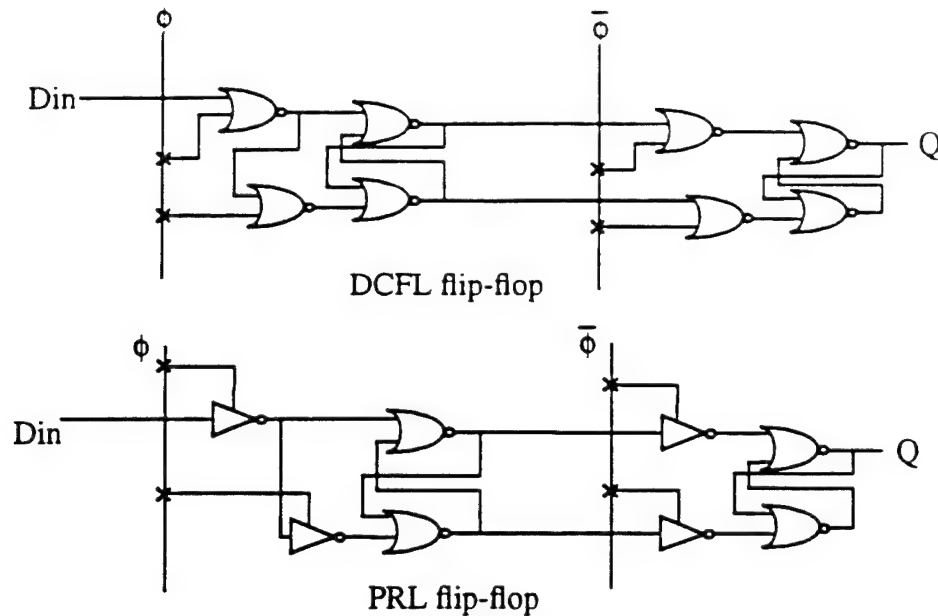 ϕ ϕ̅
Din
Q
DCFL flip-flop
ϕ ϕ̅
Din
Q
PRL flip-flop